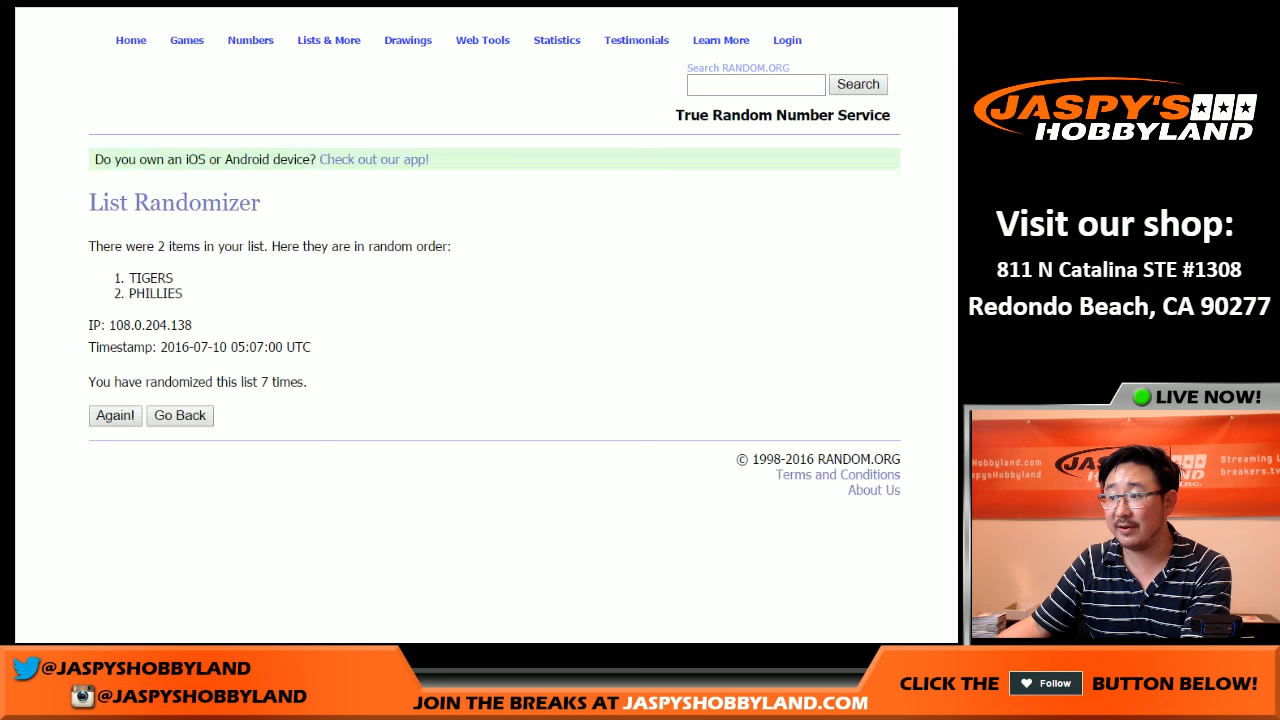 Home Games Numbers Lists & More Drawings Web Tools Statistics Testimonials Learn More Login
Search RANDOM.ORG
Search
True Random Number Service
Do you own an iOS or Android device? Check out our app!
List Randomizer
There were 2 items in your list. Here they are in random order:
1. TIGERS
2. PHILLIES
IP: 108.0.204.138
Timestamp: 2016-07-10 05:07:00 UTC
You have randomized this list 7 times.
Again! Go Back
© 1998-2016 RANDOM.ORG
Terms and Conditions
About Us
JASPY'S
HOBBYLAND
Visit our shop:
811 N Catalina STE #1308
Redondo Beach, CA 90277
LIVE NOW!
Hobbyland.com
Streaming
breakers.tv
@JASPYSHOBBYLAND
@JASPYSHOBBYLAND
JOIN THE BREAKS AT JASPYSHOBBYLAND.COM
CLICK THE Follow BUTTON BELOW!